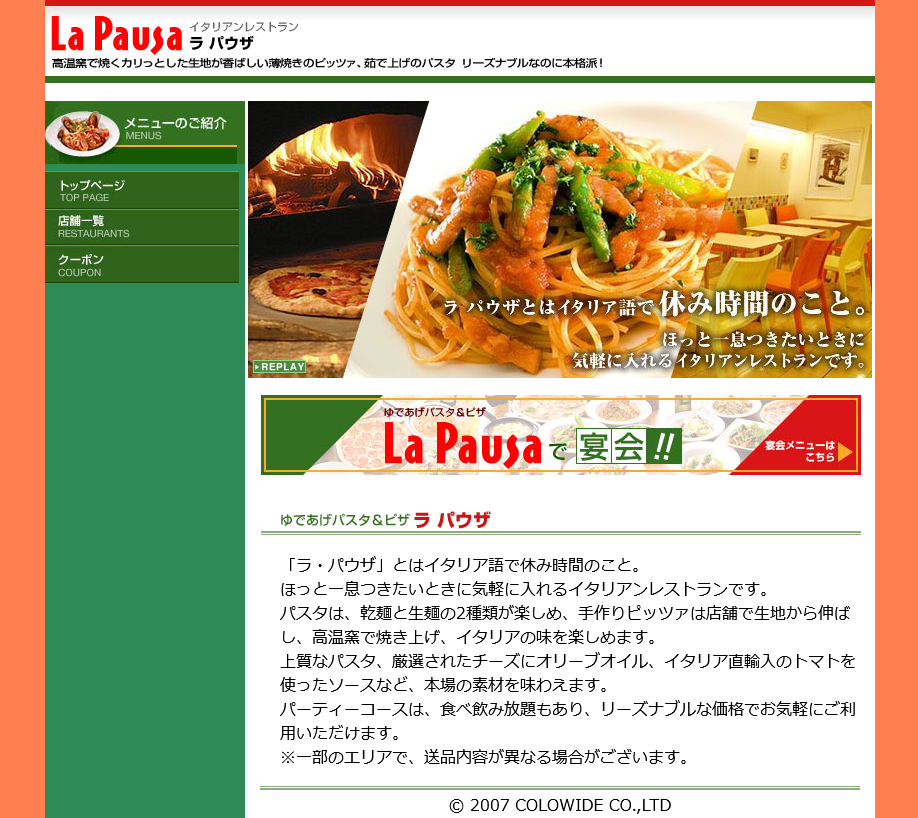 La Pausa
イタリアンレストラン
ラ パウザ
高温窯で焼くカリっとした生地が香ばしい薄焼きのピッツァ、茹で上げのパスタ リーズナブルなのに本格派!
メニューのご紹介
MENUS
トップページ
TOP PAGE
店舗一覧
RESTAURANTS
クーポン
COUPON
ラ パウザとはイタリア語で休み時間のこと。
ほっと一息つきたいときに
気軽に入れるイタリアンレストランです。
REPLAY
ゆであげパスタ&ピザ
La Pausaで宴会!!
宴会メニューは
こちら
ゆであげパスタ&ピザ ラ パウザ
「ラ・パウザ」とはイタリア語で休み時間のこと。
ほっと一息つきたいときに気軽に入れるイタリアンレストランです。
パスタは、乾麺と生麺の2種類が楽しめ、手作りピッツァは店舗で生地から伸ば
し、高温窯で焼き上げ、イタリアの味を楽しめます。
上質なパスタ、厳選されたチーズにオリーブオイル、イタリア直輸入のトマトを
使ったソースなど、本場の素材を味わえます。
パーティーコースは、食べ飲み放題もあり、リーズナブルな価格でお気軽にご利
用いただけます。
※一部のエリアで、送品内容が異なる場合がございます。
© 2007 COLOWIDE CO.,LTD